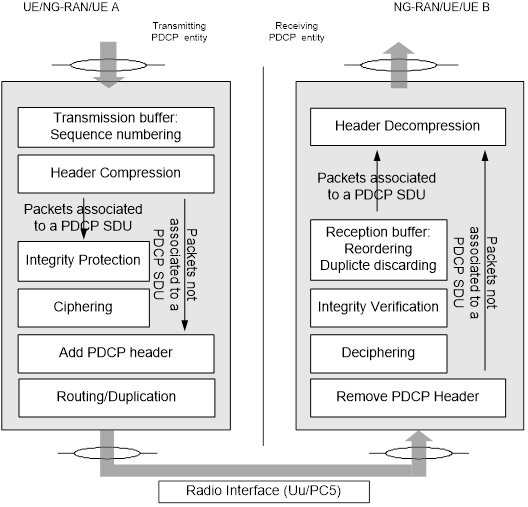 UE/NG-RAN/UE A
Transmitting
PDCP entity
Receiving
PDCP entity
NG-RAN/UE/UE B
Transmission buffer:
Sequence numbering
Header Compression
Packets associated
to a PDCP SDU
Packets not
associated to a
PDCP SDU
Integrity Protection
Ciphering
Add PDCP header
Routing/Duplication
Header Decompression
Packets associated
to a PDCP SDU
Packets not
associated to a
PDCP SDU
Reception buffer:
Reordering
Duplicte discarding
Integrity Verification
Deciphering
Remove PDCP Header
Radio Interface (Uu/PC5)